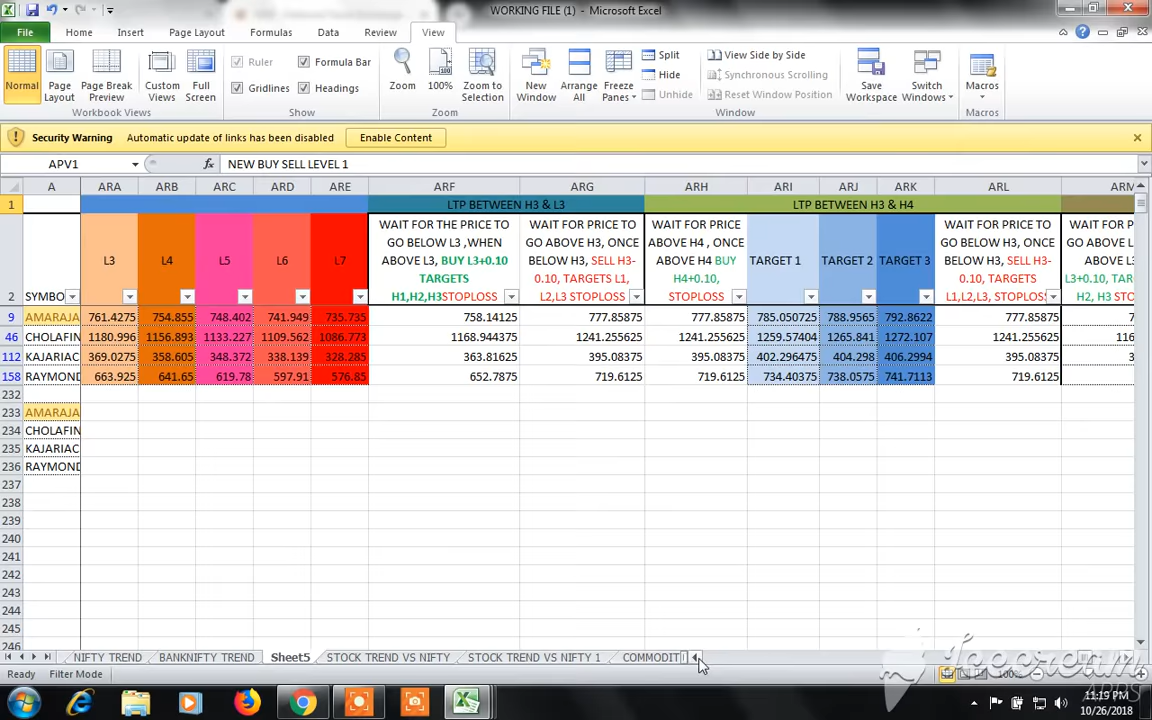 WORKING FILE (1) - Microsoft Excel
File Home Insert Page Layout Formulas Data Review View
Normal Page Layout Page Break Preview Custom Views Full Screen
Workbook Views
Ruler Formula Bar
Gridlines Headings
Show
Zoom 100% Zoom to Selection
Zoom
New Window Arrange All Freeze Panes
Split
Hide
Unhide
View Side by Side
Synchronous Scrolling
Reset Window Position
Save Workspace Switch Windows
Window
Macros
Macros
Security Warning Automatic update of links has been disabled Enable Content
APV1 fx NEW BUY SELL LEVEL 1
A ARA ARB ARC ARD ARE ARF ARG ARH ARI ARJ ARK ARL ARM
1 LTP BETWEEN H3 & L3 LTP BETWEEN H3 & H4
2 SYMBO L3 L4 L5 L6 L7
WAIT FOR THE PRICE TO GO BELOW L3 ,WHEN ABOVE L3, BUY L3+0.10 TARGETS H1,H2,H3STOPLOSS
WAIT FOR PRICE TO GO ABOVE H3, ONCE BELOW H3, SELL H3-0.10, TARGETS L1, L2,L3 STOPLOSS
WAIT FOR PRICE ABOVE H4 , ONCE ABOVE H4 BUY H4+0.10, STOPLOSS
TARGET 1 TARGET 2 TARGET 3
WAIT FOR PRICE TO GO BELOW H3, ONCE BELOW H3, SELL H3-0.10, TARGETS L1,L2,L3, STOPLOSS
WAIT FOR PR GO ABOVE L ABOVE L3 L3+0.10, TAR H2, H3 STOP
9 AMARAJA 761.4275 754.855 748.402 741.949 735.735 758.14125 777.85875 777.85875 785.050725 788.9565 792.8622 777.85875 7
46 CHOLAFIN 1180.996 1156.893 1133.227 1109.562 1086.773 1168.944375 1241.255625 1241.255625 1259.57404 1265.841 1272.107 1241.255625 116
112 KAJARIAC 369.0275 358.605 348.372 338.139 328.285 363.81625 395.08375 395.08375 402.296475 404.298 406.2994 395.08375 3
158 RAYMOND 663.925 641.65 619.78 597.91 576.85 652.7875 719.6125 719.6125 734.40375 738.0575 741.7113 719.6125
232
233 AMARAJA
234 CHOLAFIN
235 KAJARIAC
236 RAYMOND
237
238
239
240
241
242
243
244
245
246
NIFTY TREND BANKNIFTY TREND Sheet5 STOCK TREND VS NIFTY STOCK TREND VS NIFTY 1 COMMODIT
Ready Filter Mode 100%
Icecream APPS
11:19 PM
10/26/2018